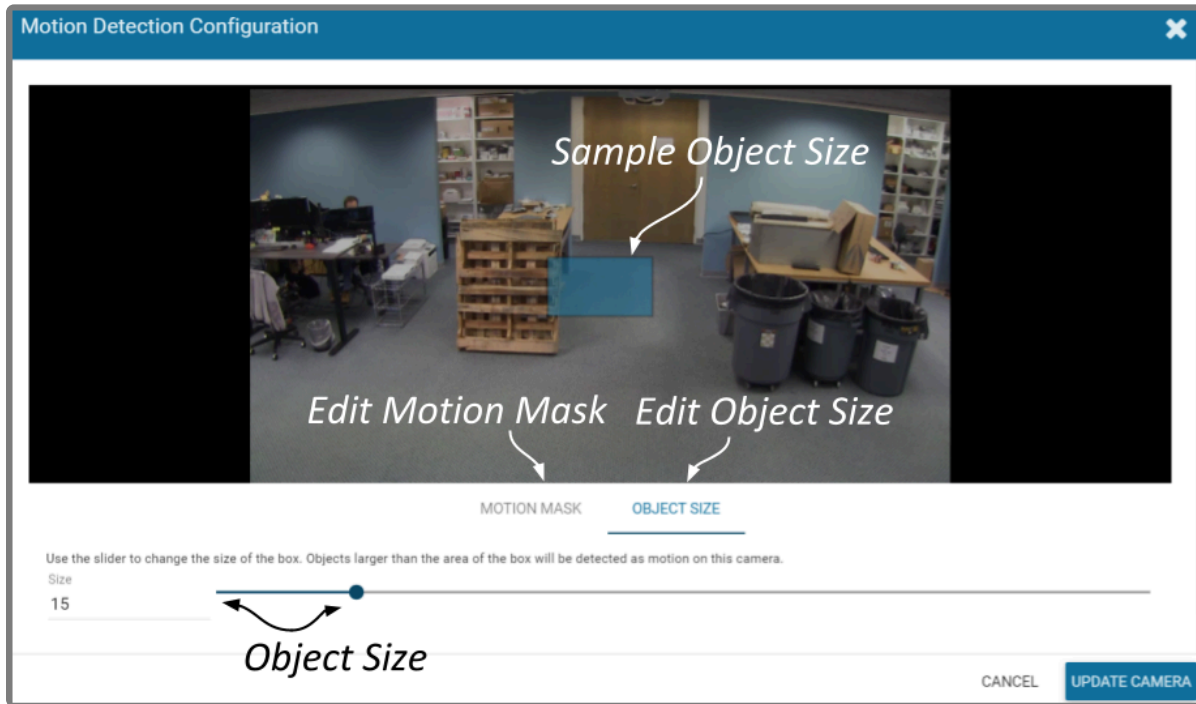 Motion Detection Configuration
Sample Object Size
Edit Motion Mask Edit Object Size
MOTION MASK OBJECT SIZE
Use the slider to change the size of the box. Objects larger than the area of the box will be detected as motion on this camera.
Size
15
Object Size
CANCEL UPDATE CAMERA